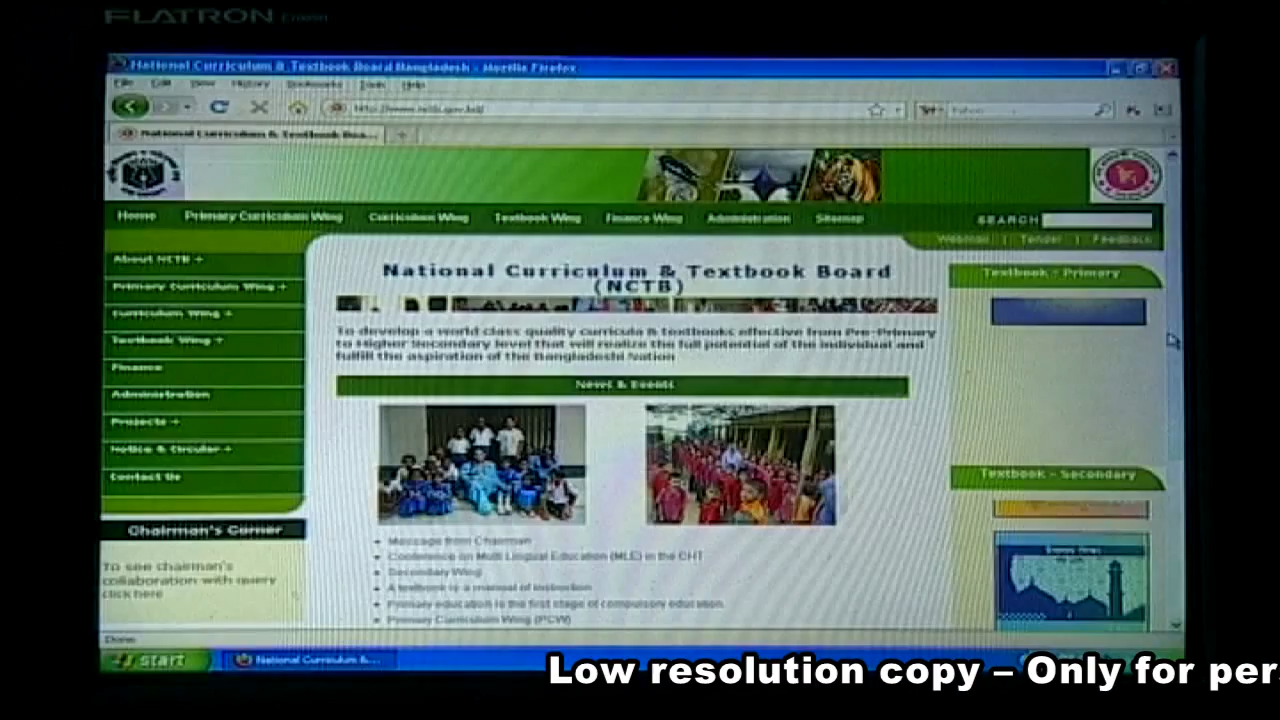 FLATRON
National Curriculum & Textbook Board Bangladesh - Mozilla Firefox
File Edit View History Bookmarks Tools Help
http://www.nctb.gov.bd/
Yahoo
National Curriculum & Textbook Boa...
Home Primary Curriculum Wing Curriculum Wing Textbook Wing Finance Wing Administration Sitemap
SEARCH
Webmail | Tender | Feedback
About NCTB +
Primary Curriculum Wing +
Curriculum Wing +
Textbook Wing +
Finance
Administration
Projects +
Notice & Circular +
Contact Us
Chairman's Corner
To see chairman's
collaboration with query
click here
National Curriculum & Textbook Board
(NCTB)
To develop a world class quality curricula & textbooks effective from Pre-Primary
to Higher Secondary level that will realize the full potential of the individual and
fulfill the aspiration of the Bangladeshi Nation
News & Events
Message from Chairman
Conference on Multi Lingual Education (MLE) in the CHT
Secondary Wing
A textbook is a manual of instruction
Primary education is the first stage of compulsory education.
Primary Curriculum Wing (PCW)
Textbook - Primary
Textbook - Secondary
Done
start
National Curriculum &...
Low resolution copy – Only for per